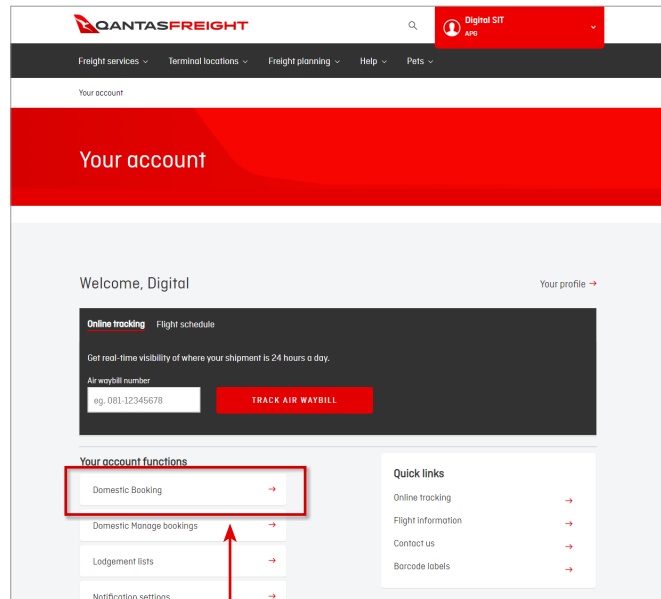 QANTASFREIGHT
Digital SIT
APG
Freight services
Terminal locations
Freight planning
Help
Pets
Your account
Your account
Welcome, Digital
Your profile →
Online tracking
Flight schedule
Get real-time visibility of where your shipment is 24 hours a day.
Air waybill number
eg. 081-12345678
TRACK AIR WAYBILL
Your account functions
Domestic Booking →
Domestic Manage bookings →
Lodgement lists →
Notification settings →
Quick links
Online tracking →
Flight information →
Contact us →
Barcode labels →